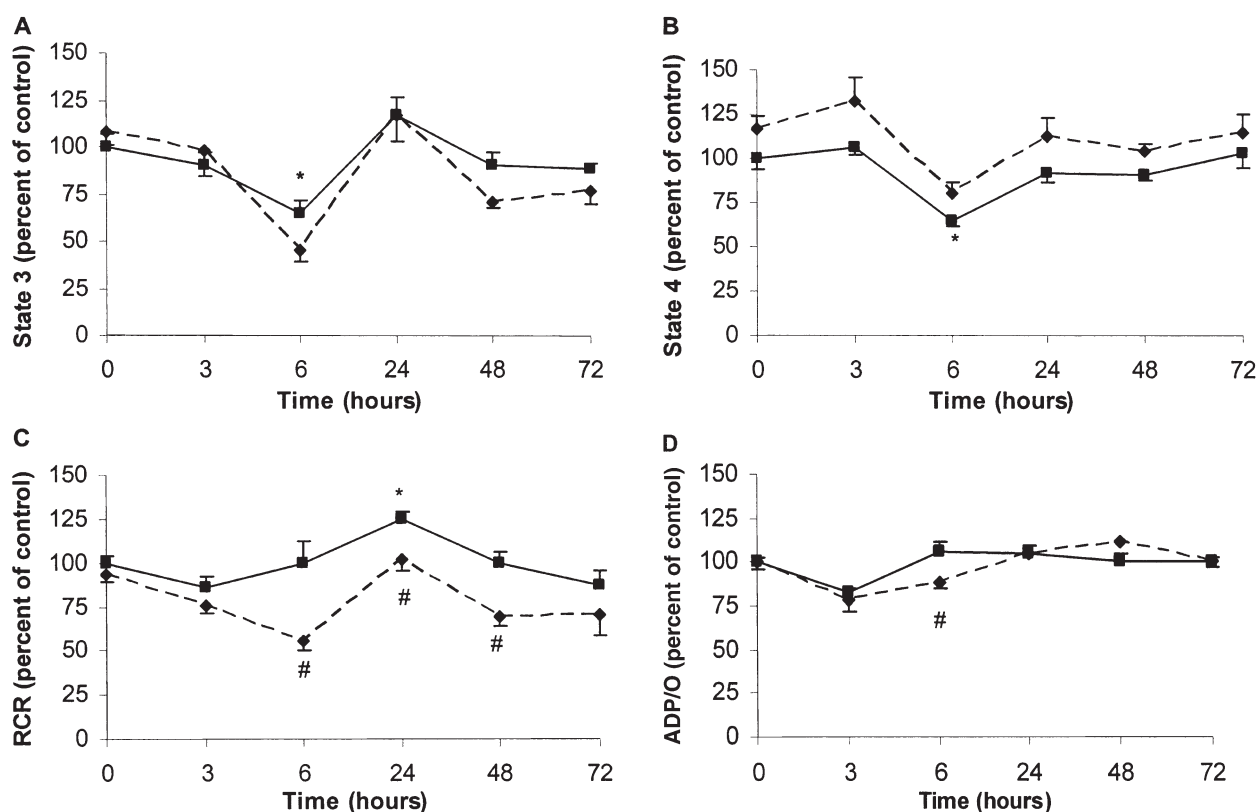 A
State 3 (percent of control)
150
125
100
75
50
25
0
*
0 3 6 24 48 72
Time (hours)
B
State 4 (percent of control)
150
125
100
75
50
25
0
*
0 3 6 24 48 72
Time (hours)
C
RCR (percent of control)
150
125
100
75
50
25
0
*
#
#
#
0 3 6 24 48 72
Time (hours)
D
ADP/O (percent of control)
150
125
100
75
50
25
0
#
0 3 6 24 48 72
Time (hours)